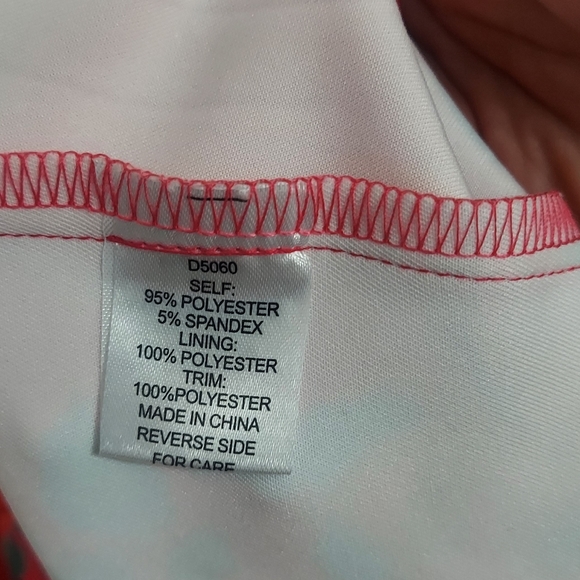 D5060
SELF:
95% POLYESTER
5% SPANDEX
LINING:
100% POLYESTER
TRIM:
100%POLYESTER
MADE IN CHINA
REVERSE SIDE
FOR CARE